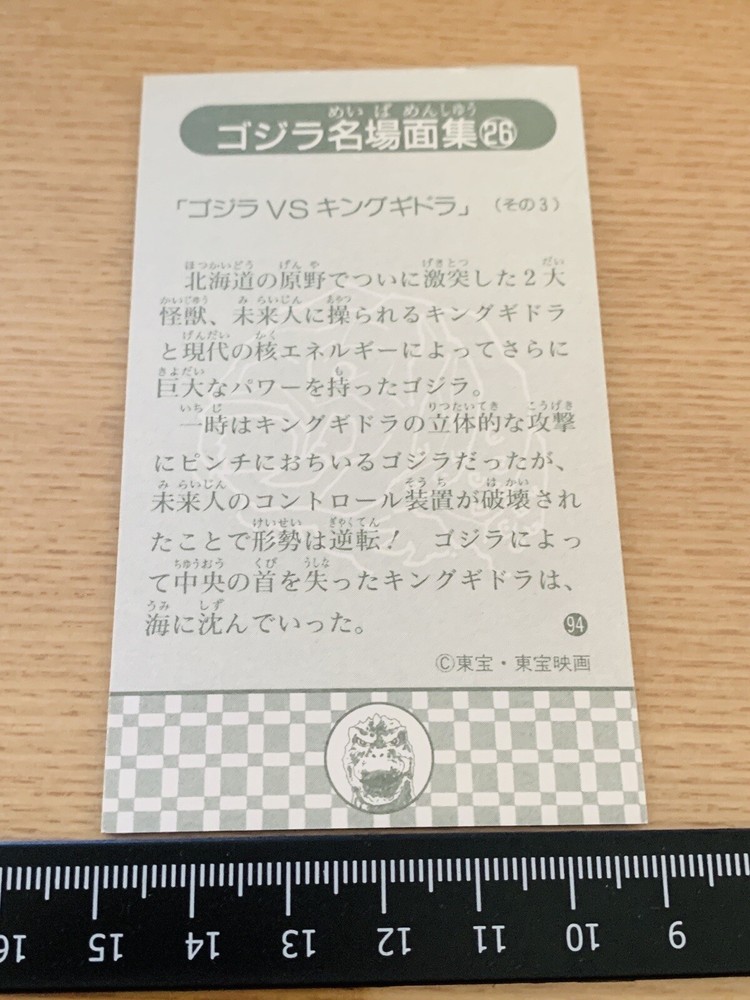 めいばめんしゅう
ゴジラ名場面集㉖
「ゴジラVSキングギドラ」（その3）
ほっかいどう げんや げきとつ だい
北海道の原野でついに激突した2大
かいじゅう みらいじん あやつ
怪獣、未来人に操られるキングギドラ
げんだい かく
と現代の核エネルギーによってさらに
きょだい も
巨大なパワーを持ったゴジラ。
いちじ りったいてき こうげき
一時はキングギドラの立体的な攻撃
にピンチにおちいるゴジラだったが、
みらいじん そうち はかい
未来人のコントロール装置が破壊され
けいせい ぎゃくてん
たことで形勢は逆転！ ゴジラによっ
ちゅうおう くび うしな
て中央の首を失ったキングギドラは、
うみ しず
海に沈んでいった。
94
©東宝・東宝映画
16 15 14 13 12 11 10 9